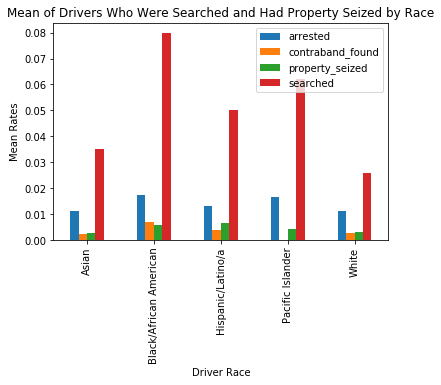 Mean of Drivers Who Were Searched and Had Property Seized by Race
arrested
contraband_found
property_seized
searched
0.08
0.07
0.06
0.05
0.04
0.03
0.02
0.01
0.00
Mean Rates
Asian
Black/African American
Hispanic/Latino/a
Pacific Islander
White
Driver Race